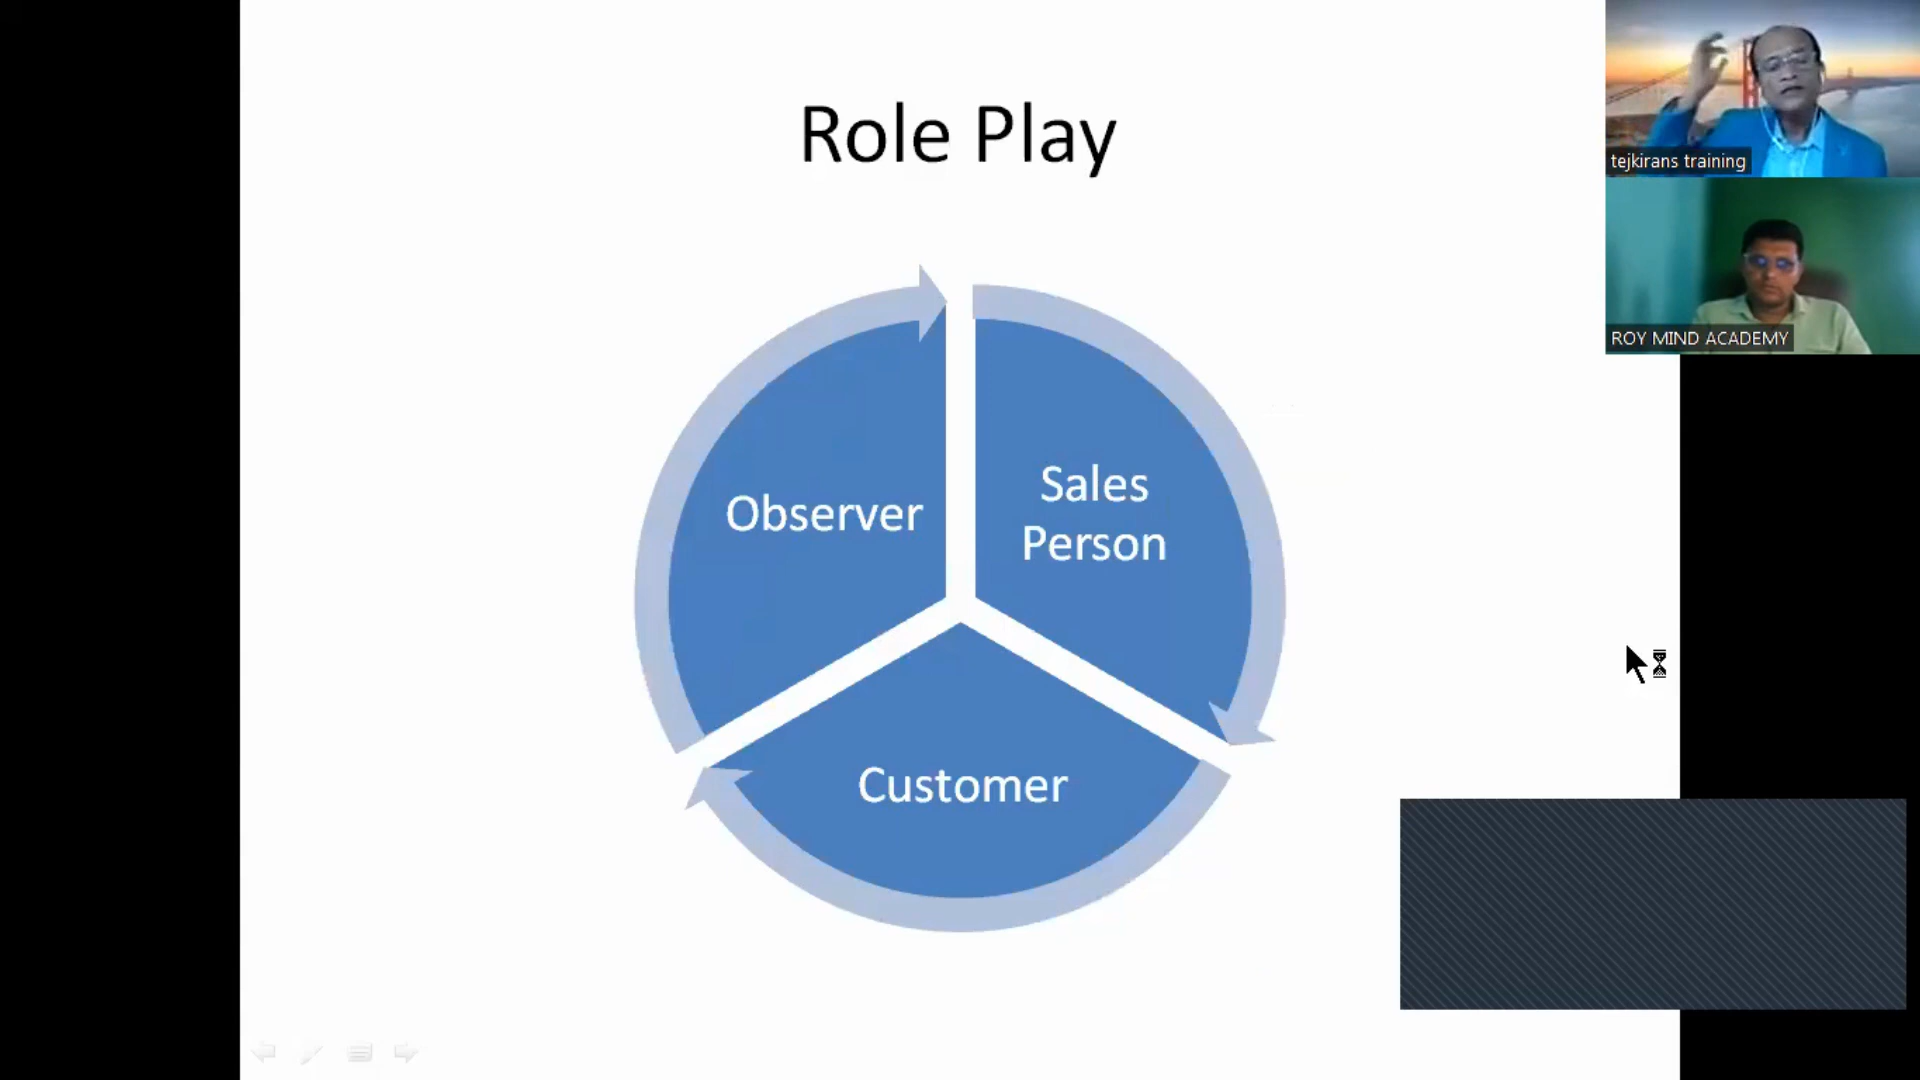 Role Play
Observer
Sales
Person
Customer
tejkirans training
ROY MIND ACADEMY